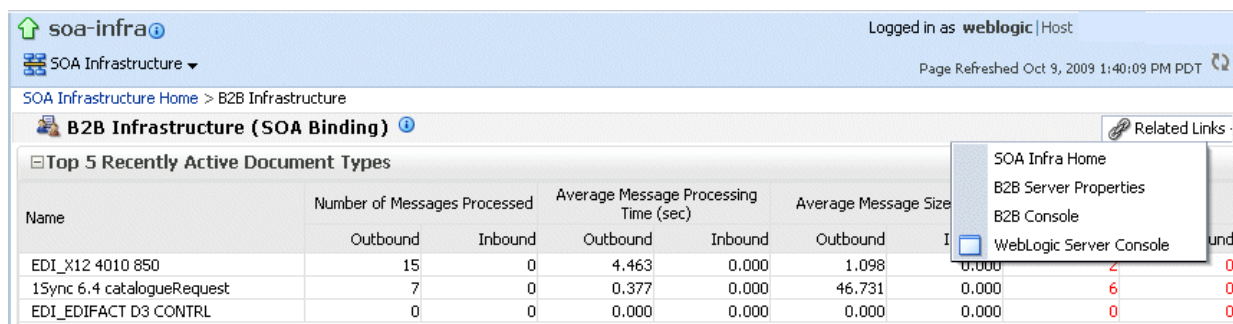 soa-infra
Logged in as weblogic|Host
SOA Infrastructure
Page Refreshed Oct 9, 2009 1:40:09 PM PDT
SOA Infrastructure Home > B2B Infrastructure
B2B Infrastructure (SOA Binding)
Related Links
Top 5 Recently Active Document Types
SOA Infra Home
B2B Server Properties
B2B Console
WebLogic Server Console
Name
Number of Messages Processed
Average Message Processing Time (sec)
Average Message Size
Outbound Inbound Outbound Inbound Outbound
EDI_X12 4010 850 15 0 4.463 0.000 1.098 0.000 2 0
1Sync 6.4 catalogueRequest 7 0 0.377 0.000 46.731 0.000 6 0
EDI_EDIFACT D3 CONTRL 0 0 0.000 0.000 0.000 0.000 0 0